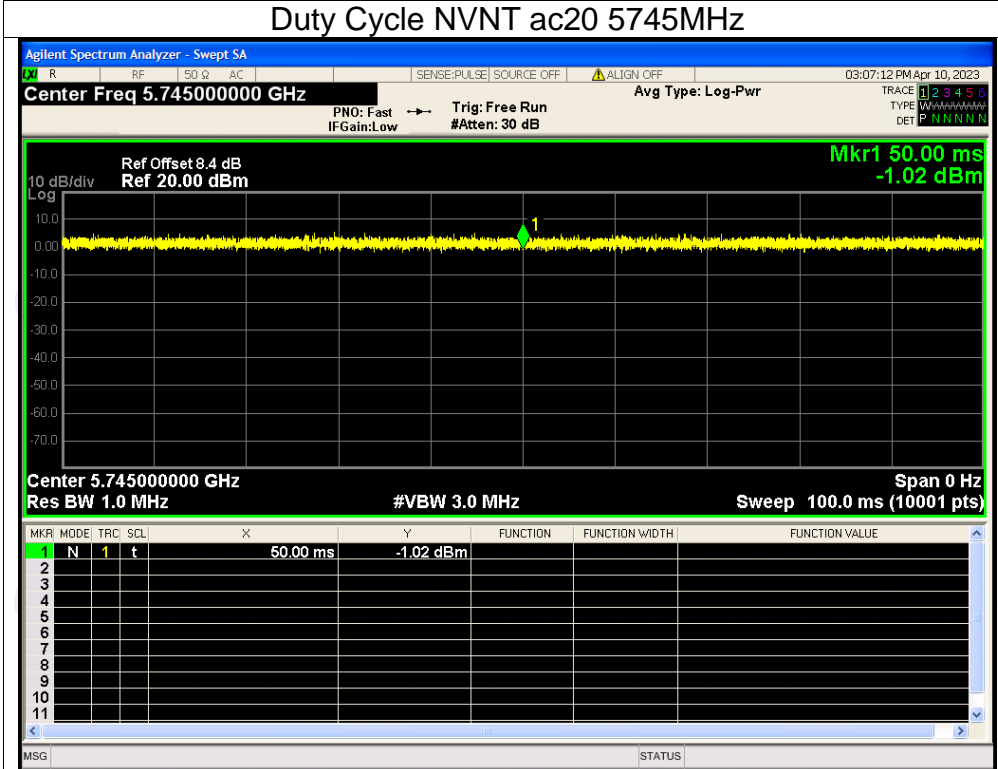 Duty Cycle NVNT ac20 5745MHz
Agilent Spectrum Analyzer - Swept SA
LXI R RF 50 Ω AC SENSE:PULSE SOURCE OFF ALIGN OFF 03:07:12 PM Apr 10, 2023
Center Freq 5.745000000 GHz Avg Type: Log-Pwr TRACE 1 2 3 4 5 6
PNO: Fast Trig: Free Run TYPE WWWWWW
IFGain:Low #Atten: 30 dB DET P N N N N N
Mkr1 50.00 ms
Ref Offset 8.4 dB
10 dB/div Ref 20.00 dBm -1.02 dBm
Log
10.0
1
0.00
-10.0
-20.0
-30.0
-40.0
-50.0
-60.0
-70.0
Center 5.745000000 GHz Span 0 Hz
Res BW 1.0 MHz #VBW 3.0 MHz Sweep 100.0 ms (10001 pts)
MKR MODE TRC SCL X Y FUNCTION FUNCTION WIDTH FUNCTION VALUE
1 N 1 t 50.00 ms -1.02 dBm
2
3
4
5
6
7
8
9
10
11
MSG STATUS